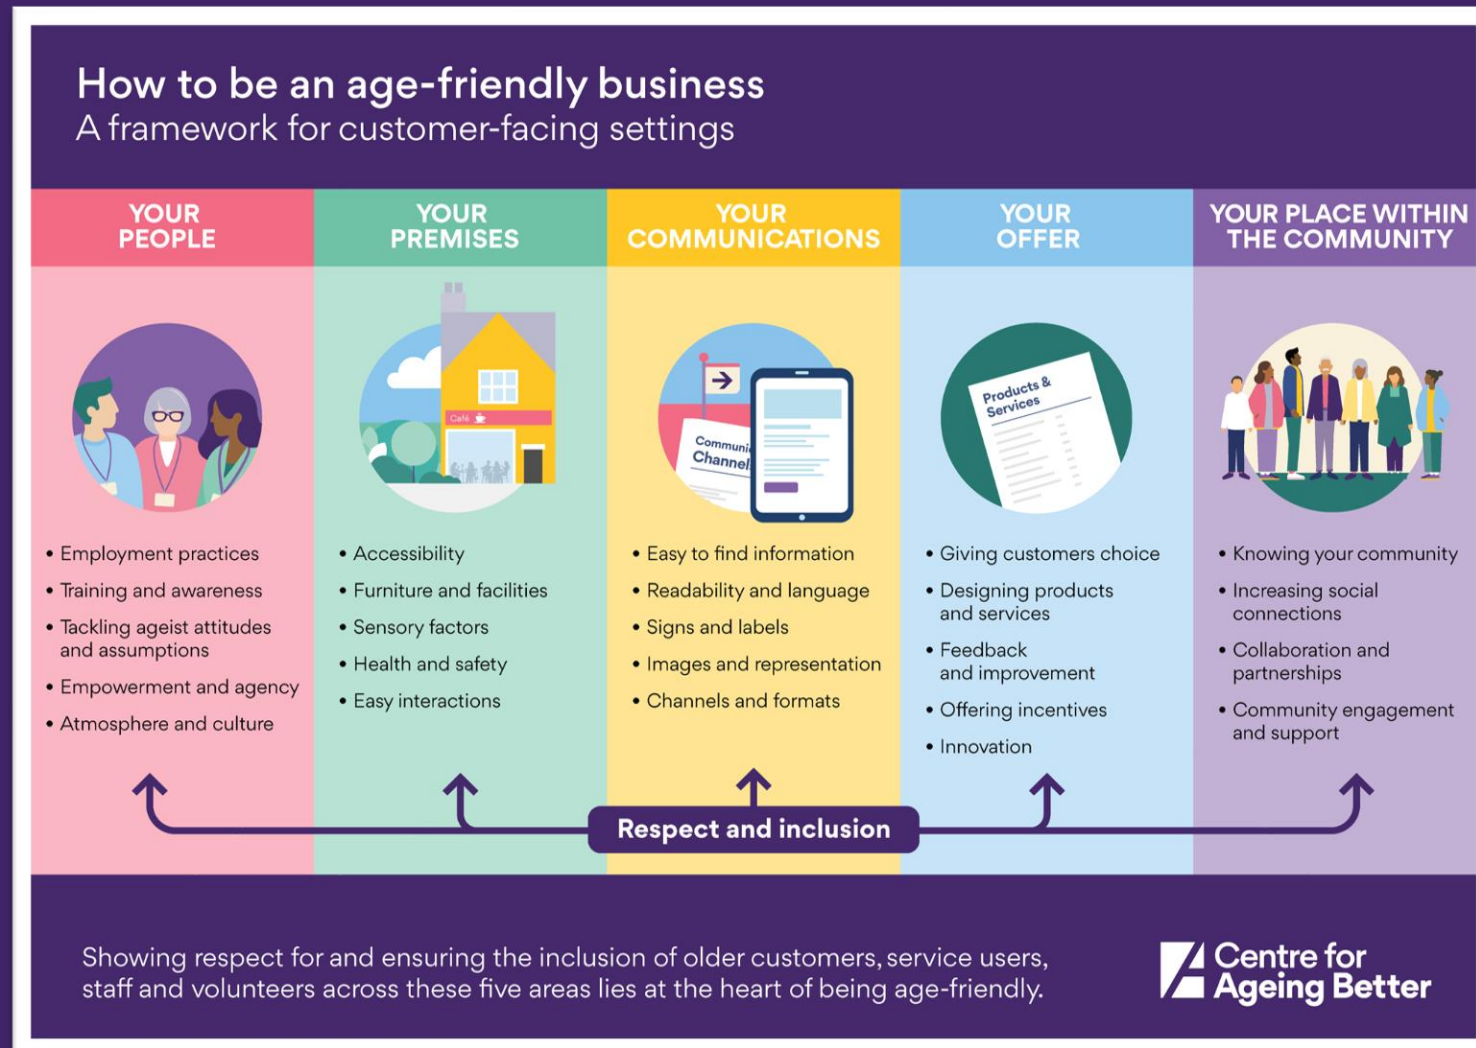 How to be an age-friendly business
A framework for customer-facing settings
YOUR
PEOPLE
• Employment practices
• Training and awareness
• Tackling ageist attitudes
and assumptions
• Empowerment and agency
• Atmosphere and culture
YOUR
PREMISES
Café
• Accessibility
• Furniture and facilities
• Sensory factors
• Health and safety
• Easy interactions
YOUR
COMMUNICATIONS
Communi
Channel
• Easy to find information
• Readability and language
• Signs and labels
• Images and representation
• Channels and formats
YOUR
OFFER
Products &
Services
• Giving customers choice
• Designing products
and services
• Feedback
and improvement
• Offering incentives
• Innovation
YOUR PLACE WITHIN
THE COMMUNITY
• Knowing your community
• Increasing social
connections
• Collaboration and
partnerships
• Community engagement
and support
Respect and inclusion
Showing respect for and ensuring the inclusion of older customers, service users,
staff and volunteers across these five areas lies at the heart of being age-friendly.
Centre for
Ageing Better